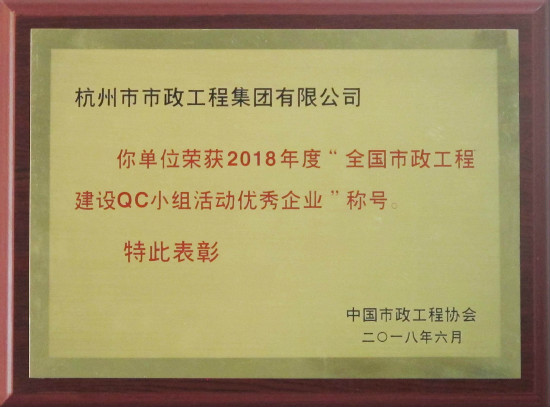 杭州市市政工程集团有限公司
你单位荣获2018年度“全国市政工程
建设QC小组活动优秀企业”称号。
特此表彰
中国市政工程协会
二〇一八年六月